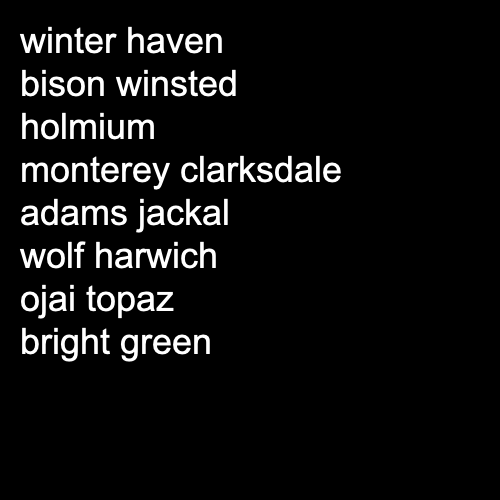 winter haven
bison winsted
holmium
monterey clarksdale
adams jackal
wolf harwich
ojai topaz
bright green